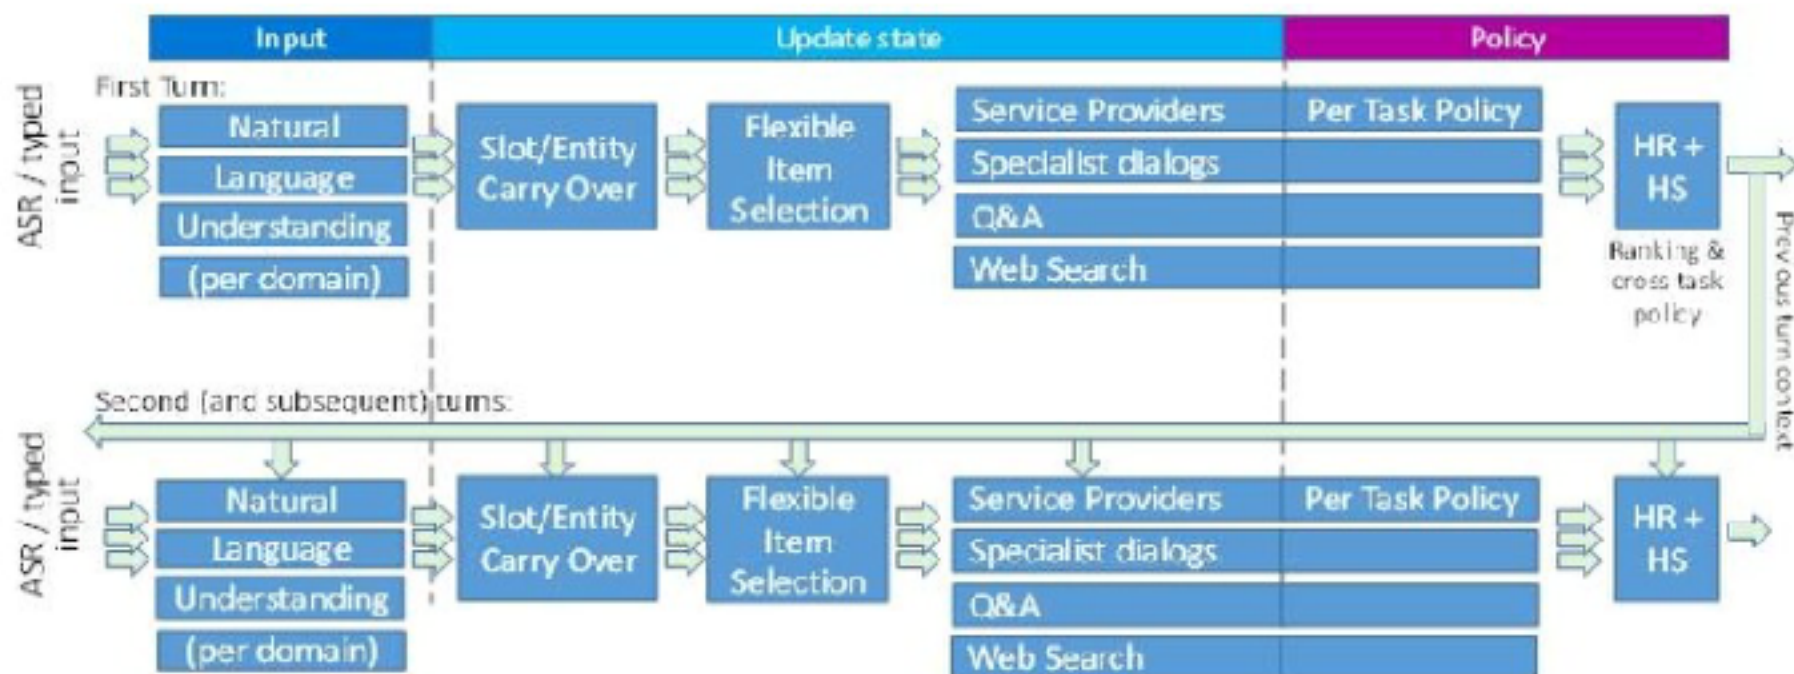 Input
Update state
Policy
First Turn:
ASR / typed
input
Natural
Language
Understanding
(per domain)
Slot/Entity
Carry Over
Flexible
Item
Selection
Service Providers
Per Task Policy
Specialist dialogs
Q&A
Web Search
HR +
HS
Ranking &
cross task
policy
Previous turn context
Second (and subsequent) turns:
ASR / typed
input
Natural
Language
Understanding
(per domain)
Slot/Entity
Carry Over
Flexible
Item
Selection
Service Providers
Per Task Policy
Specialist dialogs
Q&A
Web Search
HR +
HS